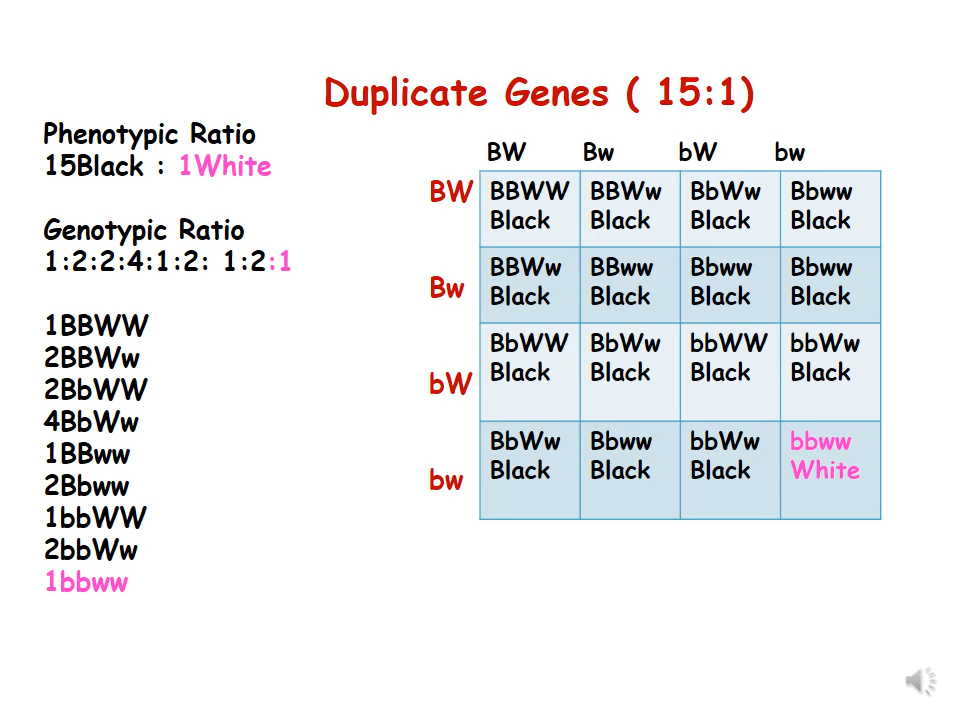 Duplicate Genes ( 15:1)
Phenotypic Ratio
15Black : 1White
Genotypic Ratio
1:2:2:4:1:2: 1:2:1
1BBWW
2BBWw
2BbWW
4BbWw
1BBww
2Bbww
1bbWW
2bbWw
1bbww
BW Bw bW bw
BW BBWW BBWw BbWw Bbww
Black Black Black Black
Bw BBWw BBww Bbww Bbww
Black Black Black Black
bW BbWW BbWw bbWW bbWw
Black Black Black Black
bw BbWw Bbww bbWw bbww
Black Black Black White